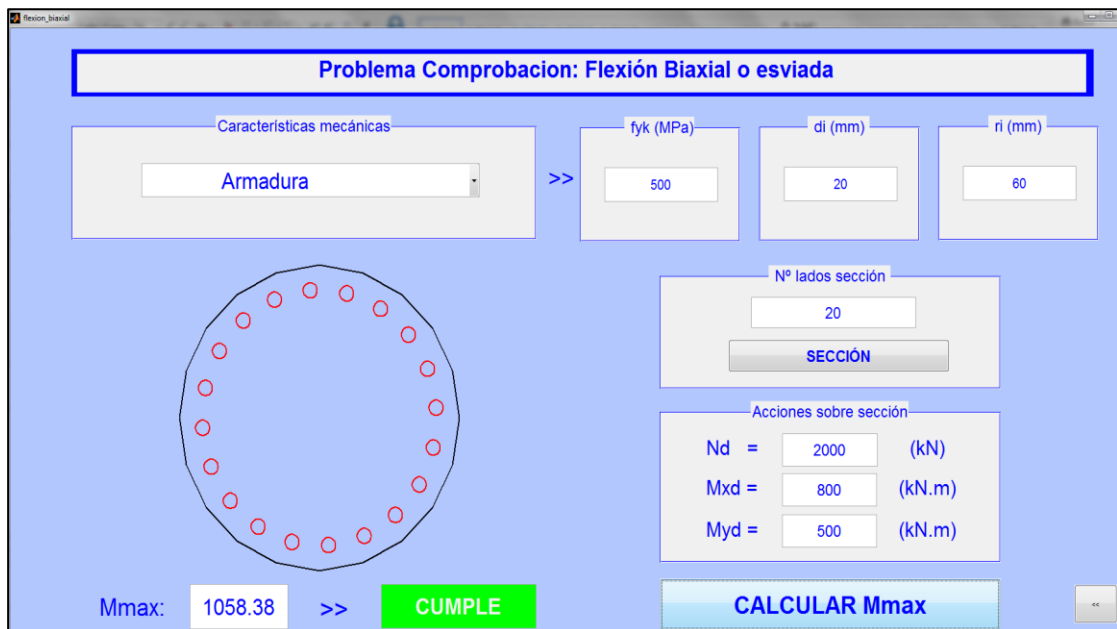 flexion_biaxial
Problema Comprobacion: Flexión Biaxial o esviada
Características mecánicas
Armadura
>>
fyk (MPa)
500
di (mm)
20
ri (mm)
60
Nº lados sección
20
SECCIÓN
Acciones sobre sección
Nd = 2000 (kN)
Mxd = 800 (kN.m)
Myd = 500 (kN.m)
Mmax: 1058.38 >> CUMPLE
CALCULAR Mmax
<<